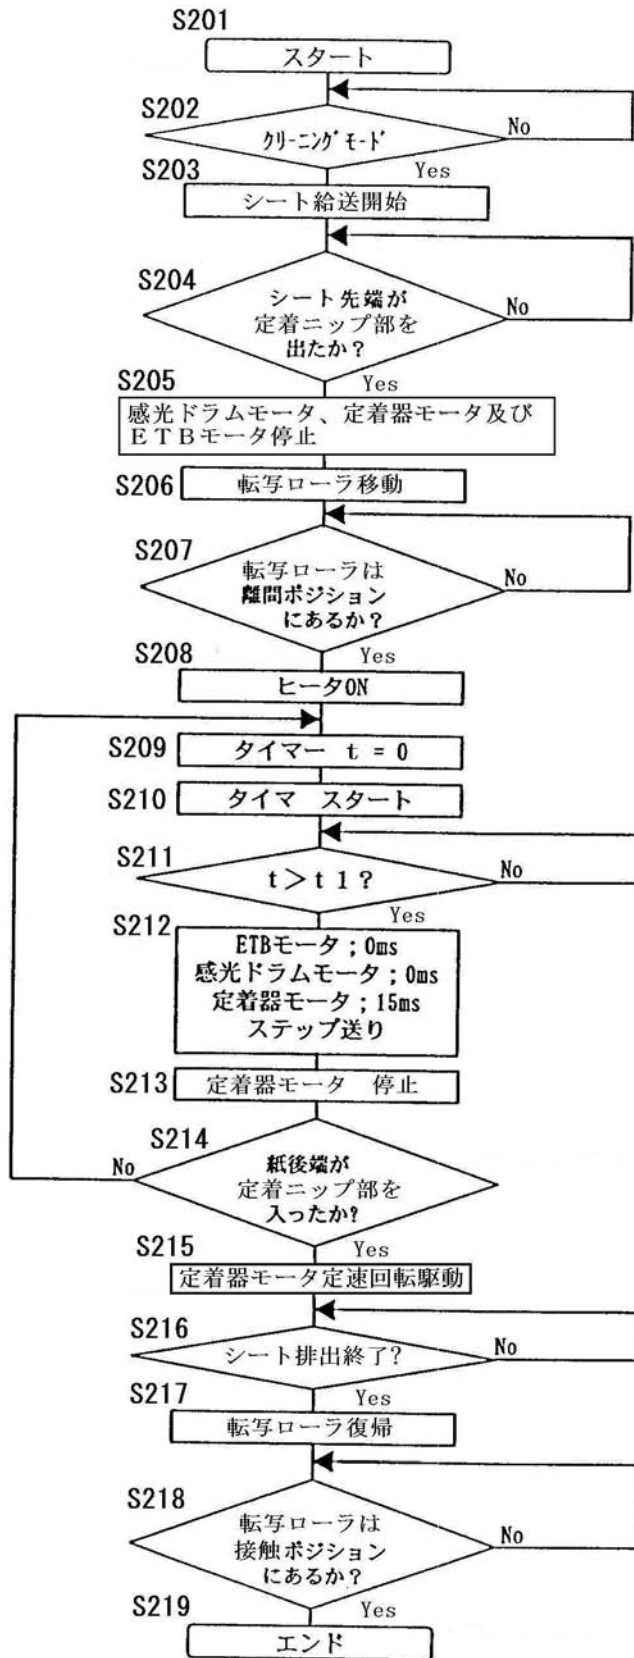 S201
スタート
S202
クリーニングモード
No
Yes
S203
シート給送開始
S204
シート先端が
定着ニップ部を
出たか？
No
Yes
S205
感光ドラムモータ、定着器モータ及び
ＥＴＢモータ停止
S206
転写ローラ移動
S207
転写ローラは
離間ポジション
にあるか？
No
Yes
S208
ヒータON
S209
タイマー t = 0
S210
タイマ スタート
S211
t＞t1？
No
Yes
S212
ETBモータ；0ms
感光ドラムモータ；0ms
定着器モータ；15ms
ステップ送り
S213
定着器モータ 停止
S214
No
紙後端が
定着ニップ部を
入ったか?
Yes
S215
定着器モータ定速回転駆動
S216
シート排出終了?
No
Yes
S217
転写ローラ復帰
S218
転写ローラは
接触ポジション
にあるか？
No
Yes
S219
エンド